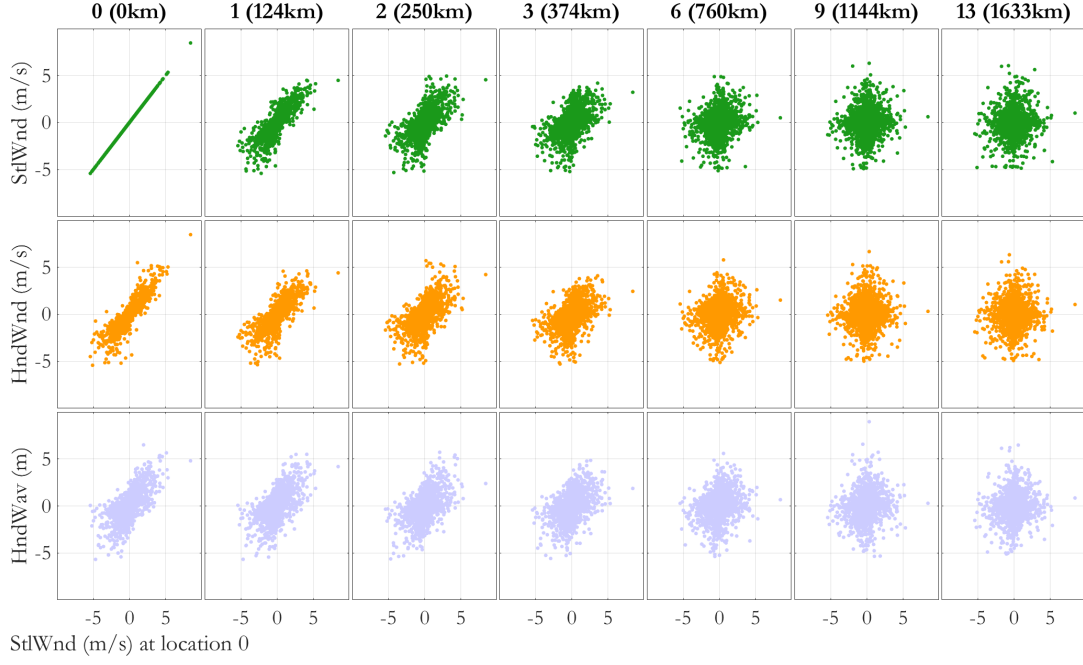 0 (0km) 1 (124km) 2 (250km) 3 (374km) 6 (760km) 9 (1144km) 13 (1633km)
StlWnd (m/s)
5
0
-5
HndWnd (m/s)
5
0
-5
HndWav (m)
5
0
-5
-5 0 5 -5 0 5 -5 0 5 -5 0 5 -5 0 5 -5 0 5 -5 0 5
StlWnd (m/s) at location 0